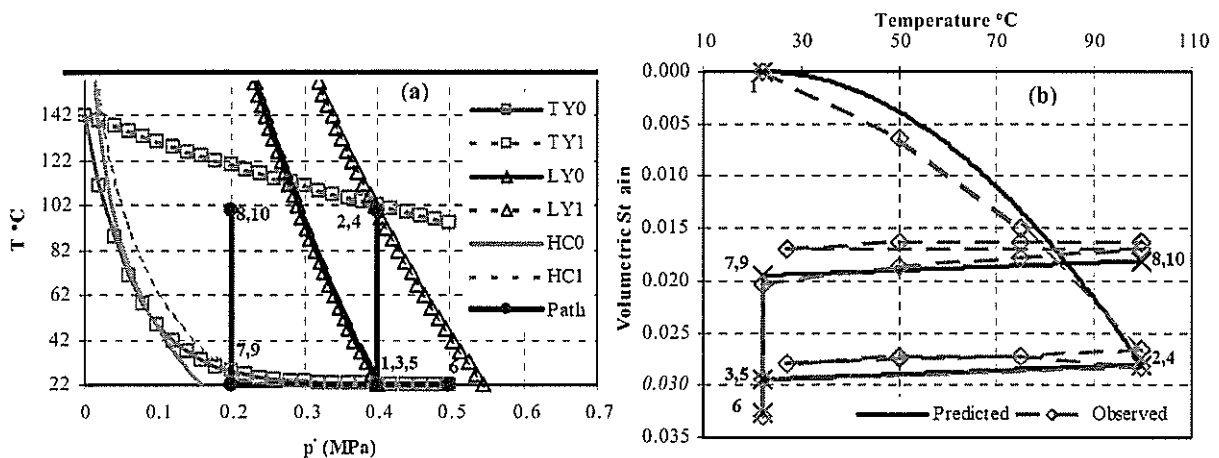 Temperature °C
10 30 50 70 90 110
(a)
TY0
TY1
LY0
LY1
HC0
HC1
Path
142
122
102
82
62
42
22
T °C
8,10
2,4
7,9
1,3,5
6
0 0.1 0.2 0.3 0.4 0.5 0.6 0.7
p' (MPa)
(b)
0.000
0.005
0.010
0.015
0.020
0.025
0.030
0.035
Volumetric St ain
1
7,9
8,10
3,5
2,4
6
Predicted
Observed